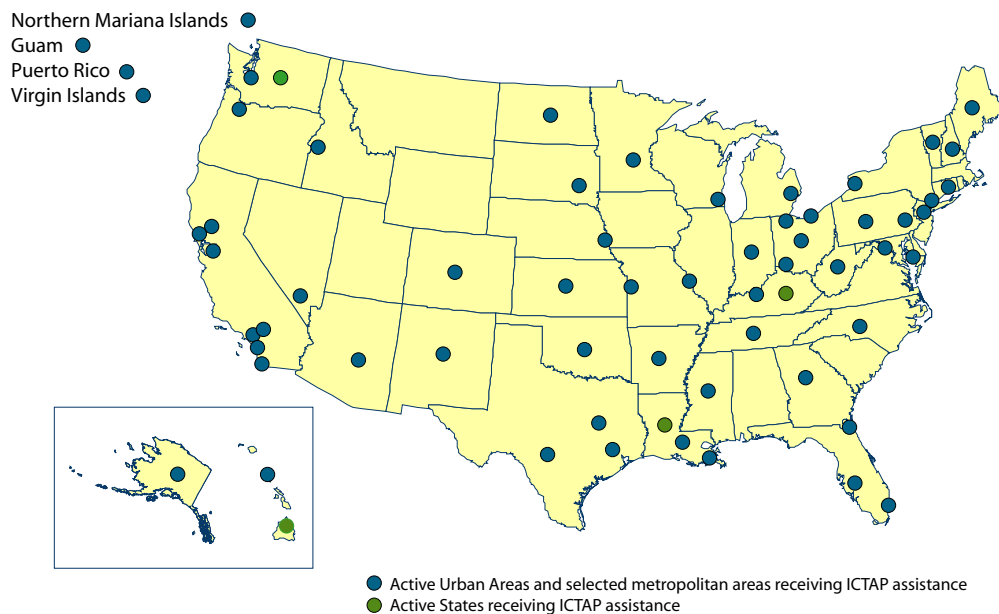 Northern Mariana Islands
Guam
Puerto Rico
Virgin Islands
Active Urban Areas and selected metropolitan areas receiving ICTAP assistance
Active States receiving ICTAP assistance